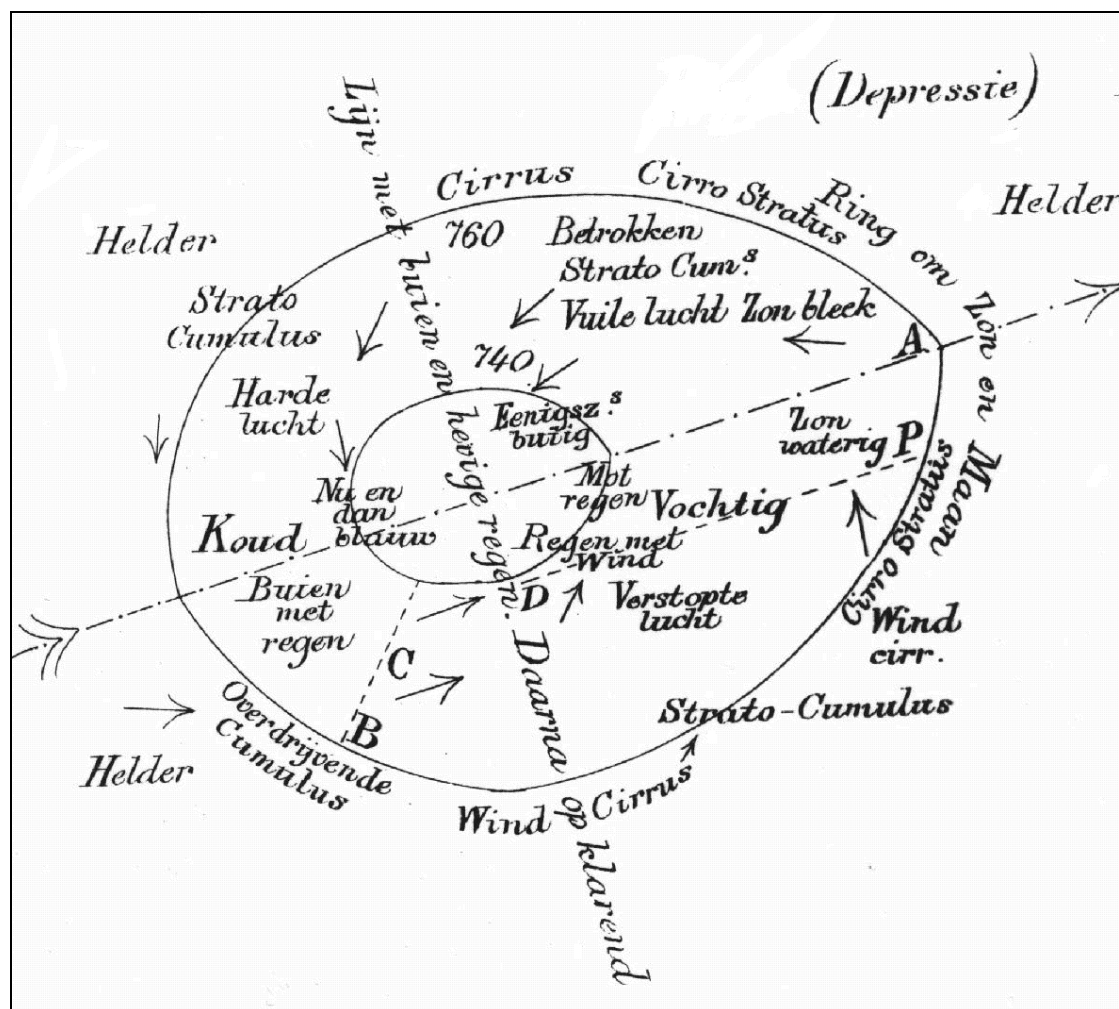 (Depressie)
Lijn met buien en hevige regen. Daarna op klarend
Cirrus
Cirro Stratus
Ring om Zon en Maan
Helder
Helder
760
Betrokken
Strato Cum.s
Vuile lucht Zon bleek
Strato
Cumulus
A
740
Harde
lucht
Eenigsz.s
buiig
Zon
waterig
P
Nu en
dan
blauw
Mot
regen
Vochtig
Cirro Stratus
Koud
Regen met
Wind
Buien
met
regen
D
Verstopte
lucht
Wind
cirr.
C
B
Strato-Cumulus
Overdrijvende
Cumulus
Helder
Wind Cirrus